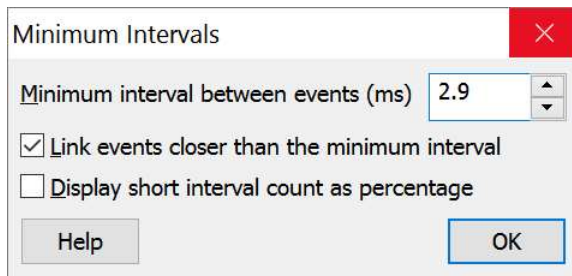 Minimum Intervals
Minimum interval between events (ms) 2.9
Link events closer than the minimum interval
Display short interval count as percentage
Help OK